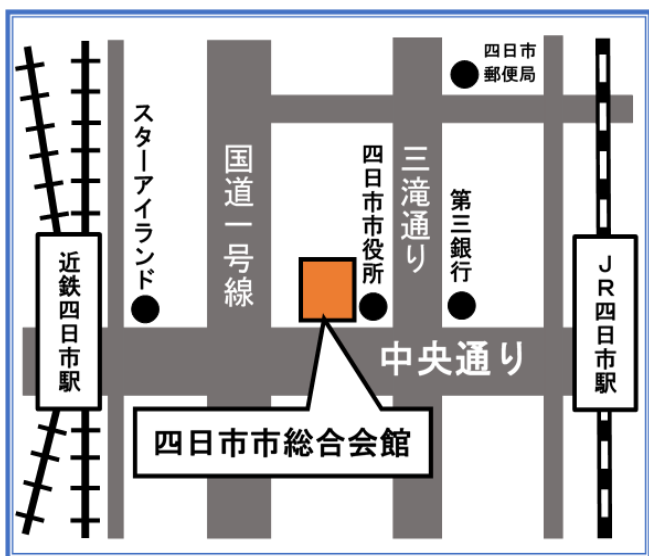 四日市
郵便局
スターアイランド
国道一号線
四日市市役所
三滝通り
第三銀行
近鉄四日市駅
JR四日市駅
中央通り
四日市市総合会館